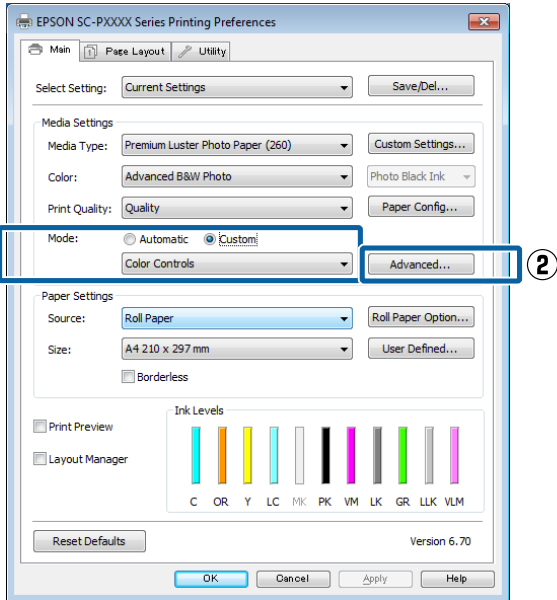 EPSON SC-PXXXX Series Printing Preferences
Main Page Layout Utility
Select Setting: Current Settings Save/Del...
Media Settings
Media Type: Premium Luster Photo Paper (260) Custom Settings...
Color: Advanced B&W Photo Photo Black Ink
Print Quality: Quality Paper Config...
Mode: Automatic Custom
Color Controls Advanced... 2
Paper Settings
Source: Roll Paper Roll Paper Option...
Size: A4 210 x 297 mm User Defined...
Borderless
Ink Levels
Print Preview
Layout Manager
C OR Y LC MK PK VM LK GR LLK VLM
Reset Defaults Version 6.70
OK Cancel Apply Help